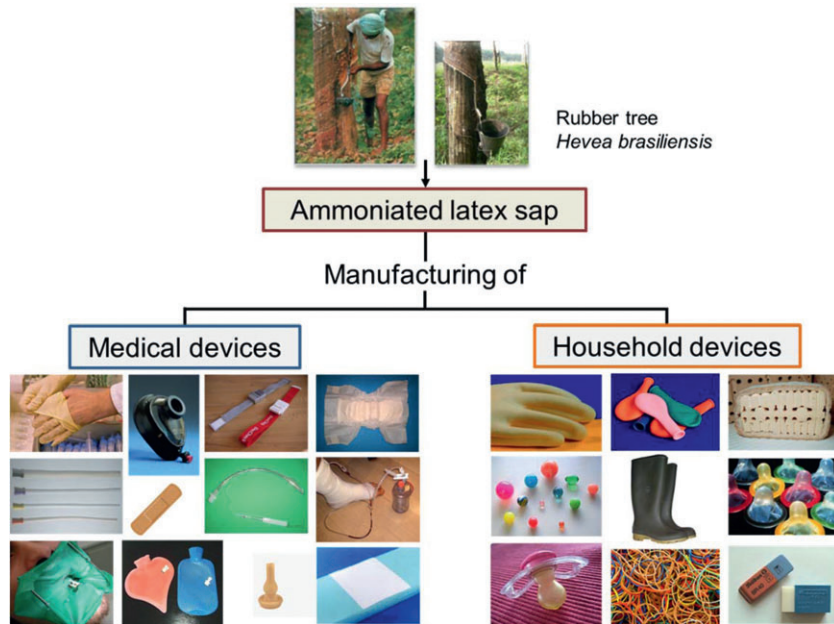 Rubber tree
Hevea brasiliensis
Ammoniated latex sap
Manufacturing of
Medical devices
Household devices